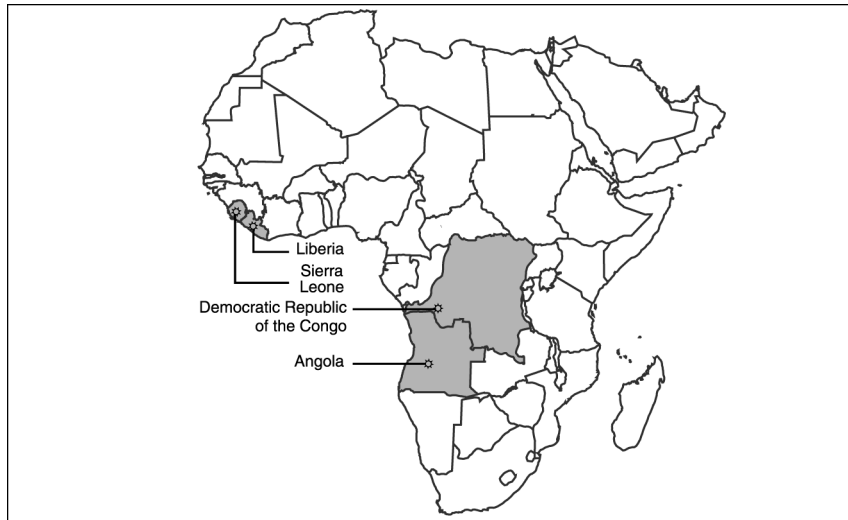 Liberia
Sierra
Leone
Democratic Republic
of the Congo
Angola